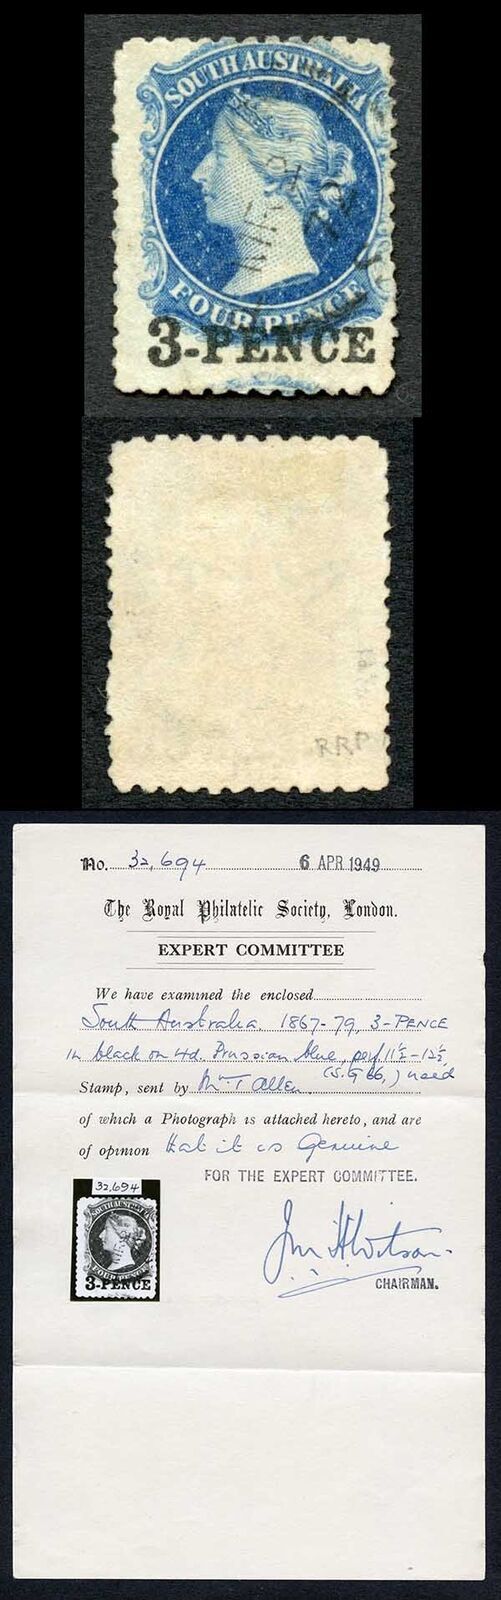 SOUTH AUSTRALIA
72
FOUR PENCE
3-PENCE
RRP
No. 32,694
6 APR 1949
The Royal Philatelic Society, London.
EXPERT COMMITTEE
We have examined the enclosed
South Australia. 1867-79, 3-PENCE
in black on 4d. Prussian blue, perf 11½-12½,
(S.G 66,) used
Stamp, sent by Mr T Allen.
of which a Photograph is attached hereto, and are
of opinion that it is Genuine
FOR THE EXPERT COMMITTEE.
32,694
SOUTH AUSTRALIA
FOUR PENCE
3-PENCE
CHAIRMAN.